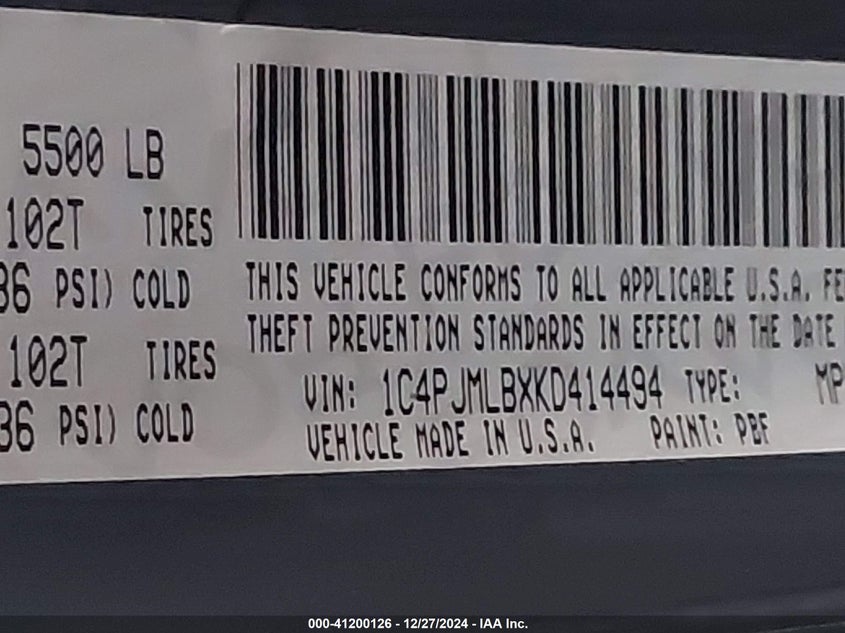 5500 LB
102T TIRES
36 PSI) COLD
102T TIRES
36 PSI) COLD
THIS VEHICLE CONFORMS TO ALL APPLICABLE U.S.A. FE
THEFT PREVENTION STANDARDS IN EFFECT ON THE DATE
VIN: 1C4PJMLBXKD414494 TYPE: MP
VEHICLE MADE IN U.S.A. PAINT: PBF
000-41200126 - 12/27/2024 - IAA Inc.